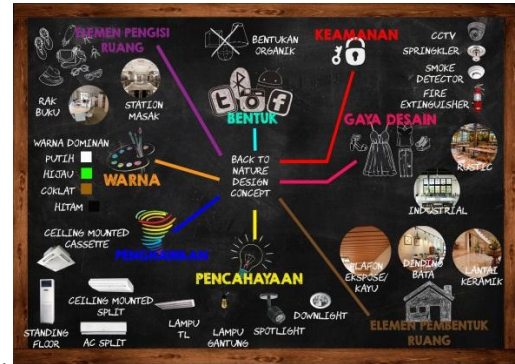 ELEMEN PENGISI
RUANG
BENTUKAN
ORGANIK
KEAMANAN
CCTV
SPRINGKLER
SMOKE
DETECTOR
FIRE
EXTINGUISHER
RAK
BUKU
STATION
MASAK
BENTUK
GAYA DESAIN
RUSTIC
INDUSTRIAL
WARNA DOMINAN
PUTIH
HIJAU
COKLAT
HITAM
WARNA
BACK TO
NATURE
DESIGN
CONCEPT
CEILING MOUNTED
CASSETTE
PENGHAWAAN
PENCAHAYAAN
PLAFON
EKSPOSE/
KAYU
DINDING
BATA
LANTAI
KERAMIK
CEILING MOUNTED
SPLIT
STANDING
FLOOR
AC SPLIT
LAMPU
TL
LAMPU
GANTUNG
SPOTLIGHT
DOWNLIGHT
ELEMEN PEMBENTUK
RUANG